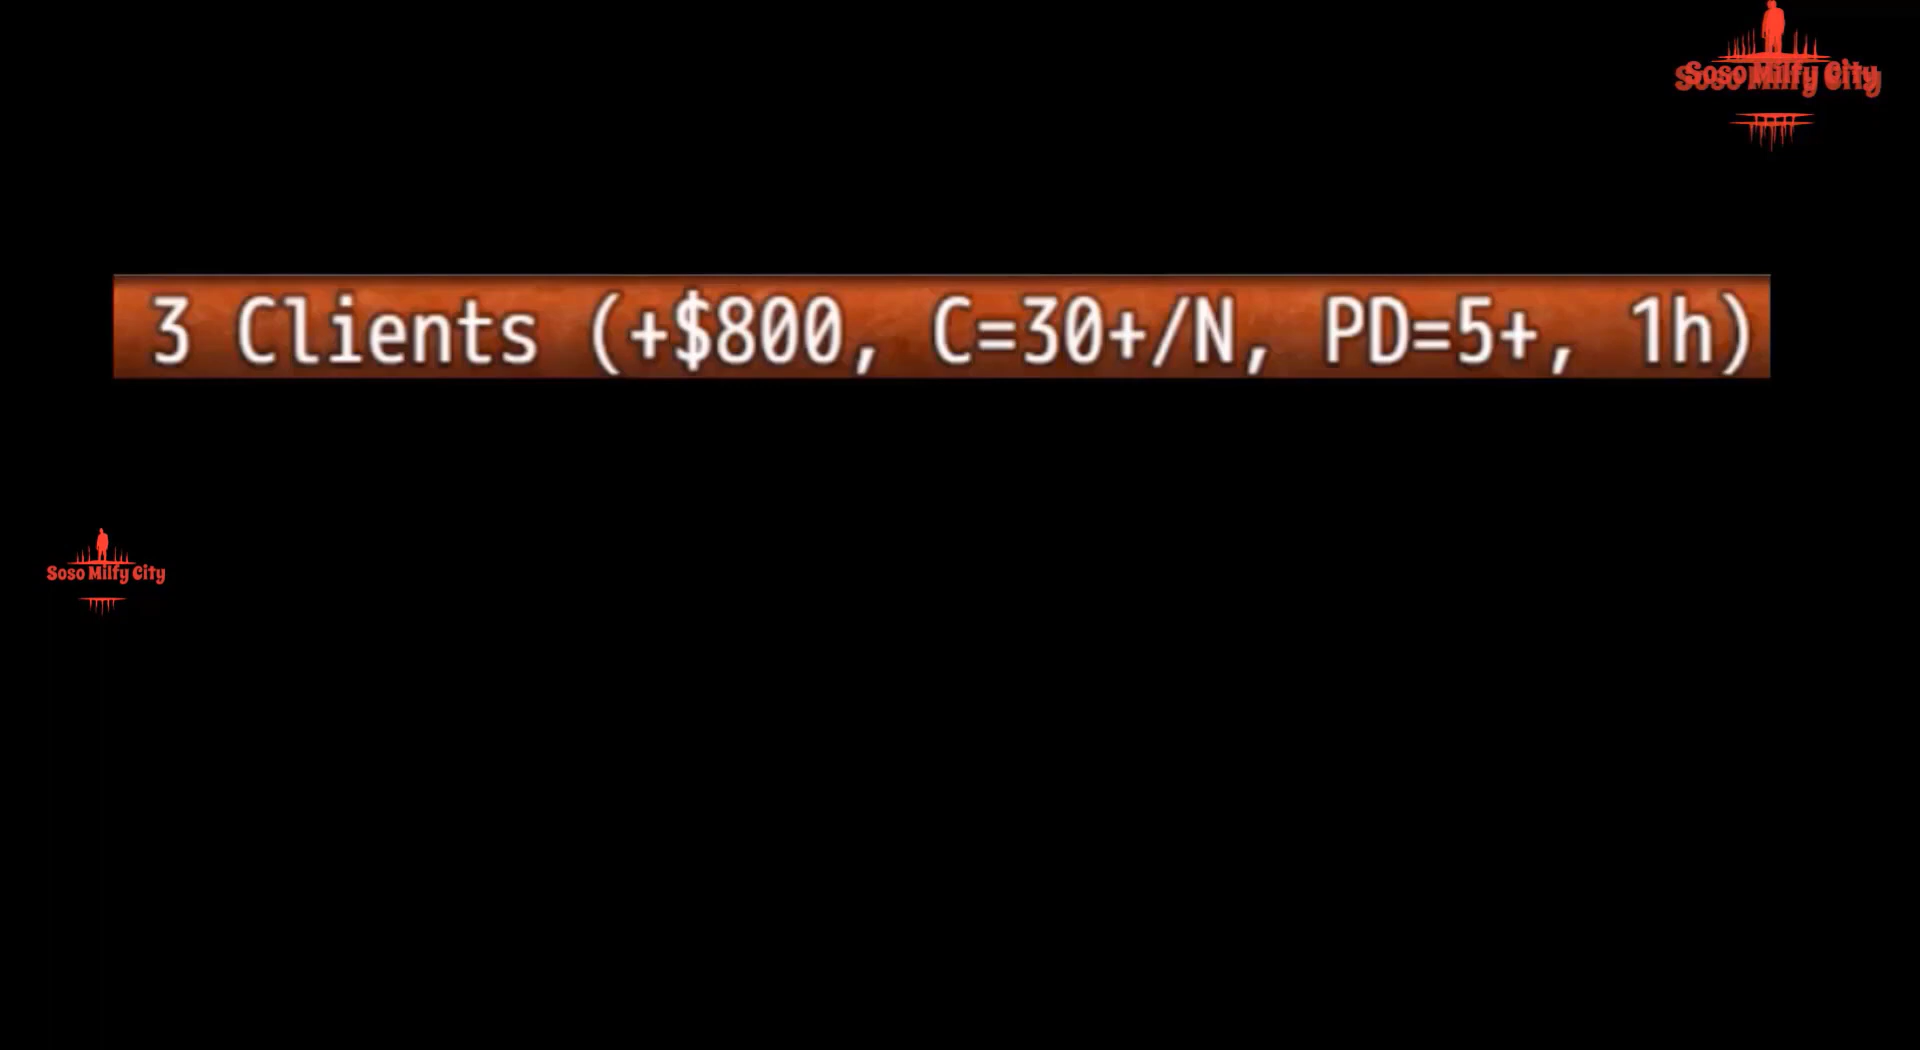 Soso Milfy City
3 Clients (+$800, C=30+/N, PD=5+, 1h)
Soso Milfy City